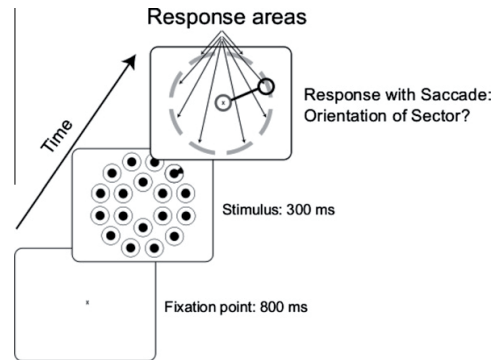 Response areas
Response with Saccade:
Orientation of Sector?
Time
x
Stimulus: 300 ms
x
Fixation point: 800 ms